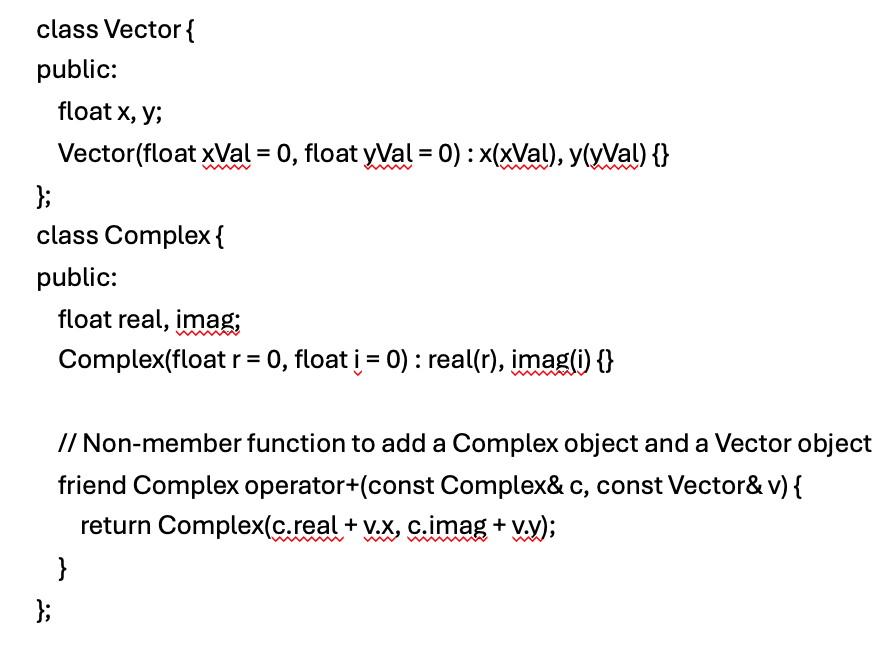 class Vector {
public:
float x, y;
Vector(float xVal = 0, float yVal = 0) : x(xVal), y(yVal) {}
};
class Complex {
public:
float real, imag;
Complex(float r = 0, float i = 0) : real(r), imag(i) {}
// Non-member function to add a Complex object and a Vector object
friend Complex operator+(const Complex& c, const Vector& v) {
return Complex(c.real + v.x, c.imag + v.y);
}
};